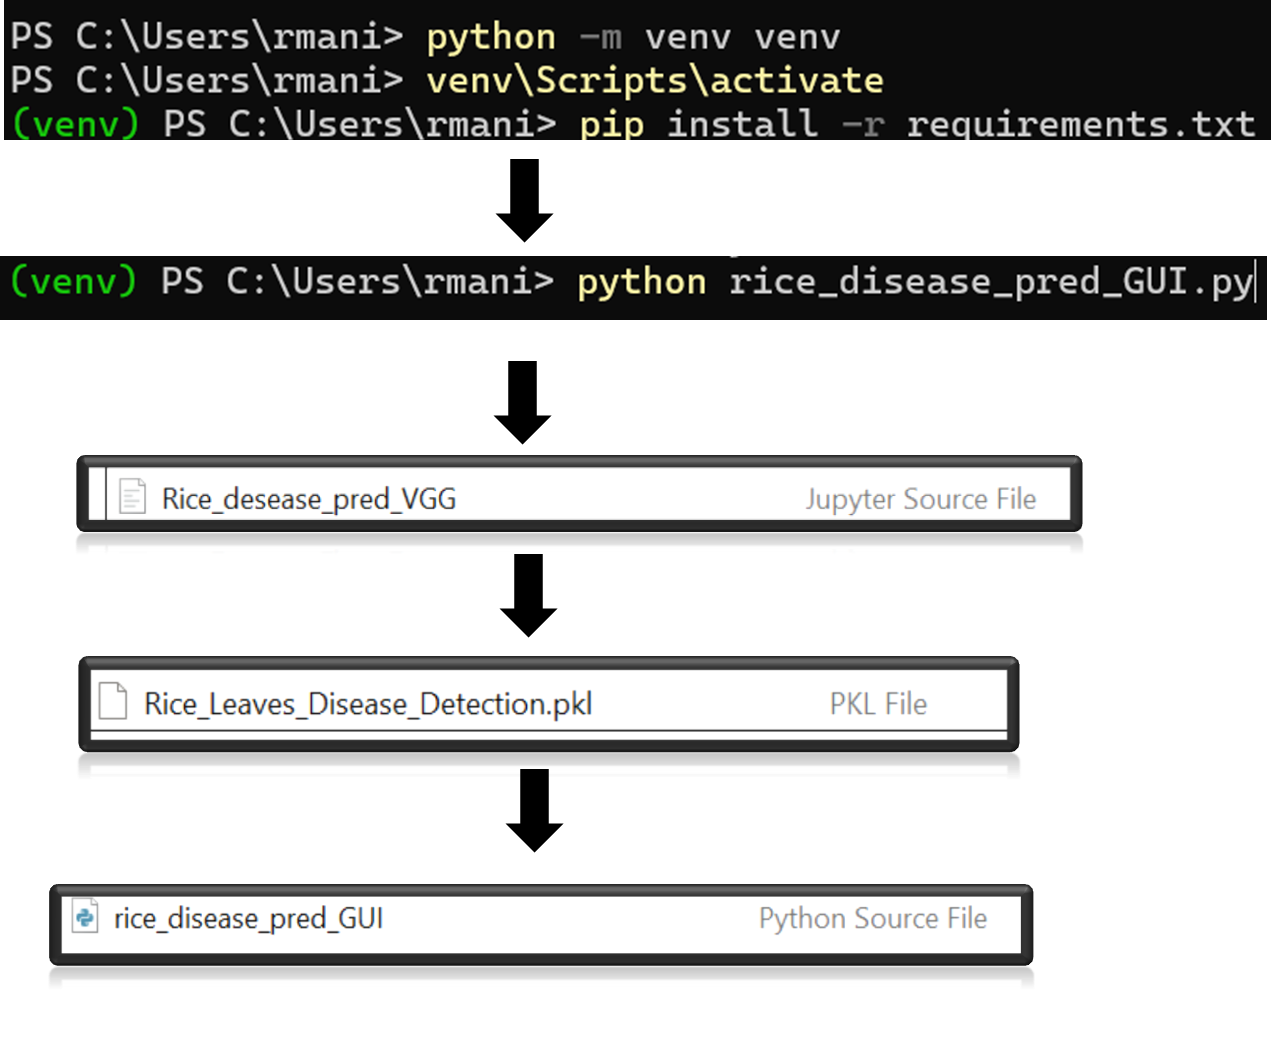 PS C:\Users\rmani> python -m venv venv
PS C:\Users\rmani> venv\Scripts\activate
(venv) PS C:\Users\rmani> pip install -r requirements.txt
(venv) PS C:\Users\rmani> python rice_disease_pred_GUI.py
Rice_desease_pred_VGG Jupyter Source File
Rice_Leaves_Disease_Detection.pkl PKL File
rice_disease_pred_GUI Python Source File